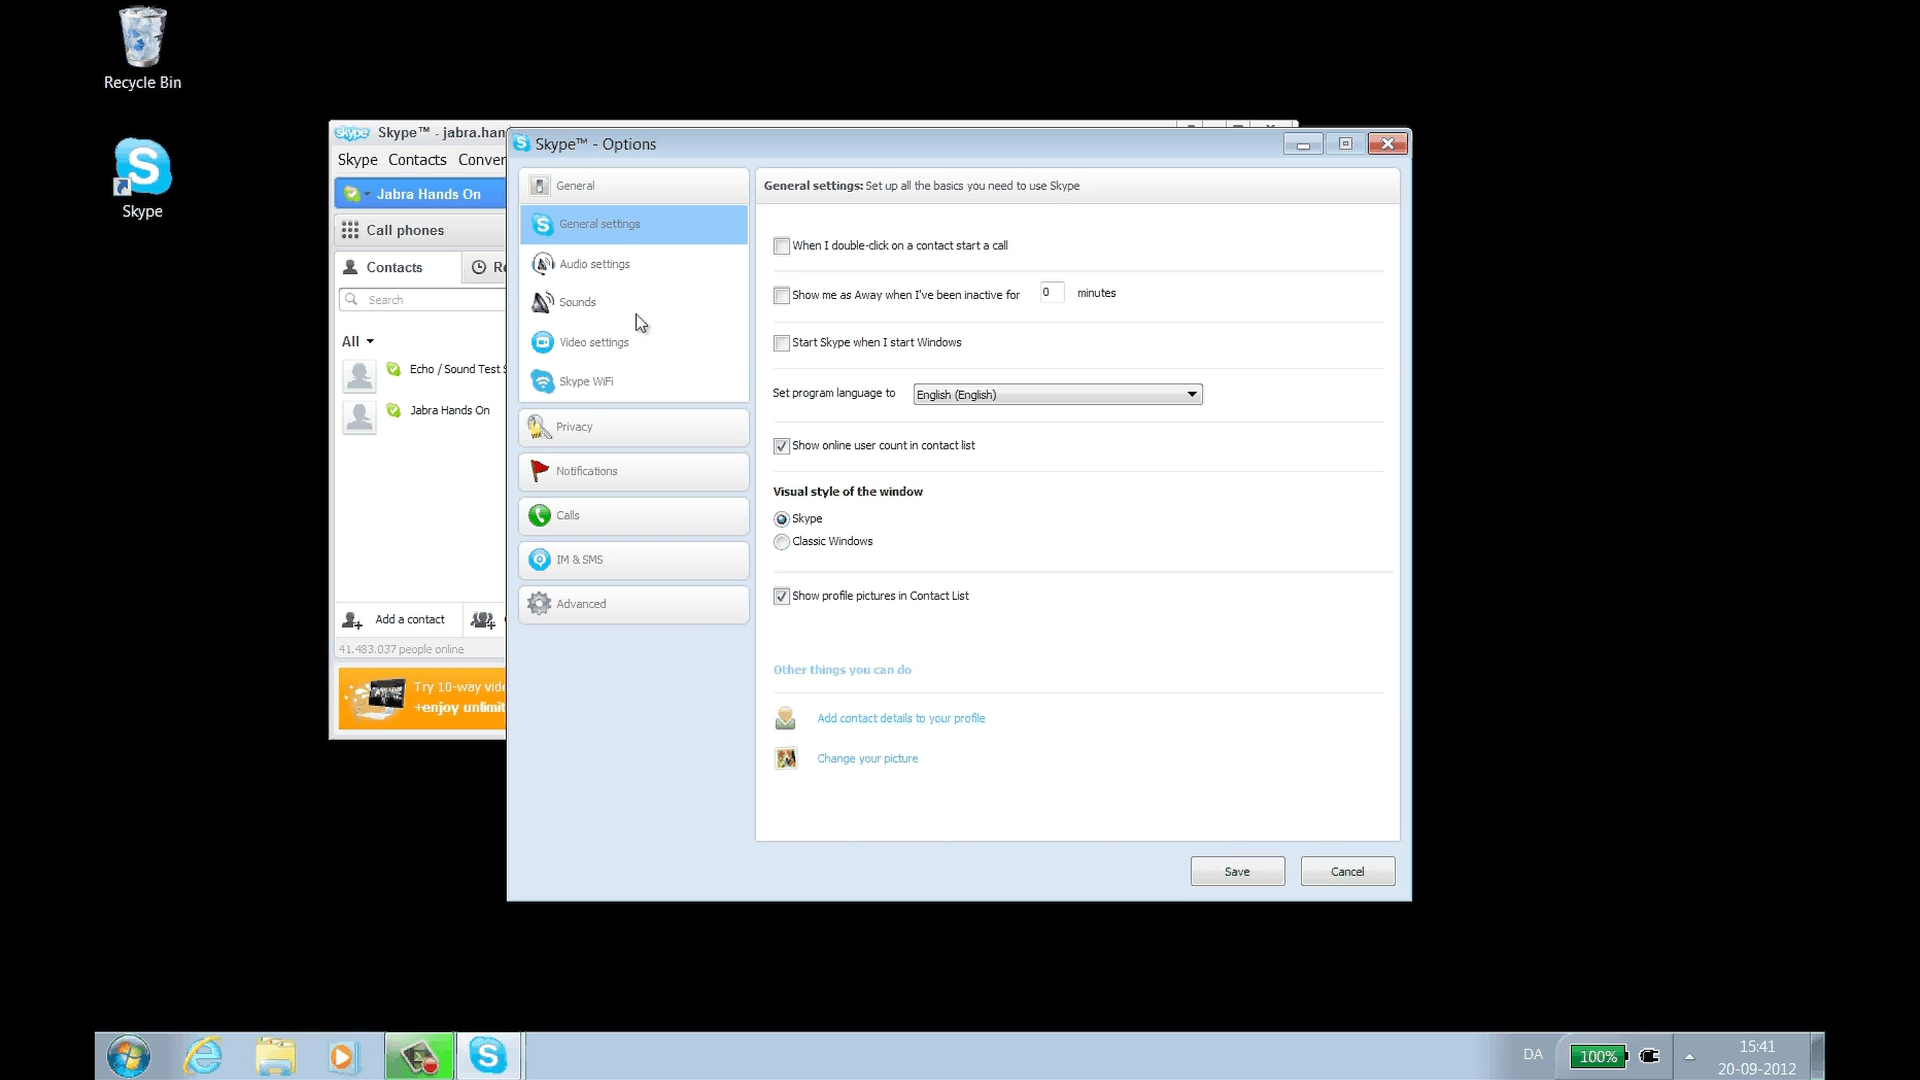 Recycle Bin
Skype
skype Skype™ - jabra.han
Skype Contacts Conver
Jabra Hands On
Call phones
Contacts Re
Search
All
Echo / Sound Test S
Jabra Hands On
Add a contact
41.483.037 people online
Try 10-way vide
+enjoy unlimit
Skype™ - Options
General
General settings
Audio settings
Sounds
Video settings
Skype WiFi
Privacy
Notifications
Calls
IM & SMS
Advanced
General settings: Set up all the basics you need to use Skype
When I double-click on a contact start a call
Show me as Away when I've been inactive for 0 minutes
Start Skype when I start Windows
Set program language to English (English)
Show online user count in contact list
Visual style of the window
Skype
Classic Windows
Show profile pictures in Contact List
Other things you can do
Add contact details to your profile
Change your picture
Save Cancel
DA 100% 15:41
20-09-2012